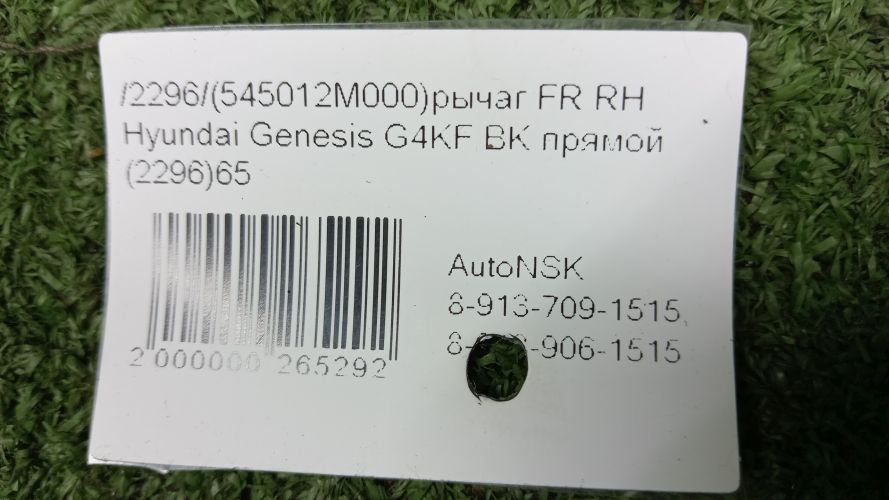 /2296/(545012M000)рычаг FR RH
Hyundai Genesis G4KF BK прямой
(2296)65
AutoNSK
8-913-709-1515,
-906-1515
2 000000 265292